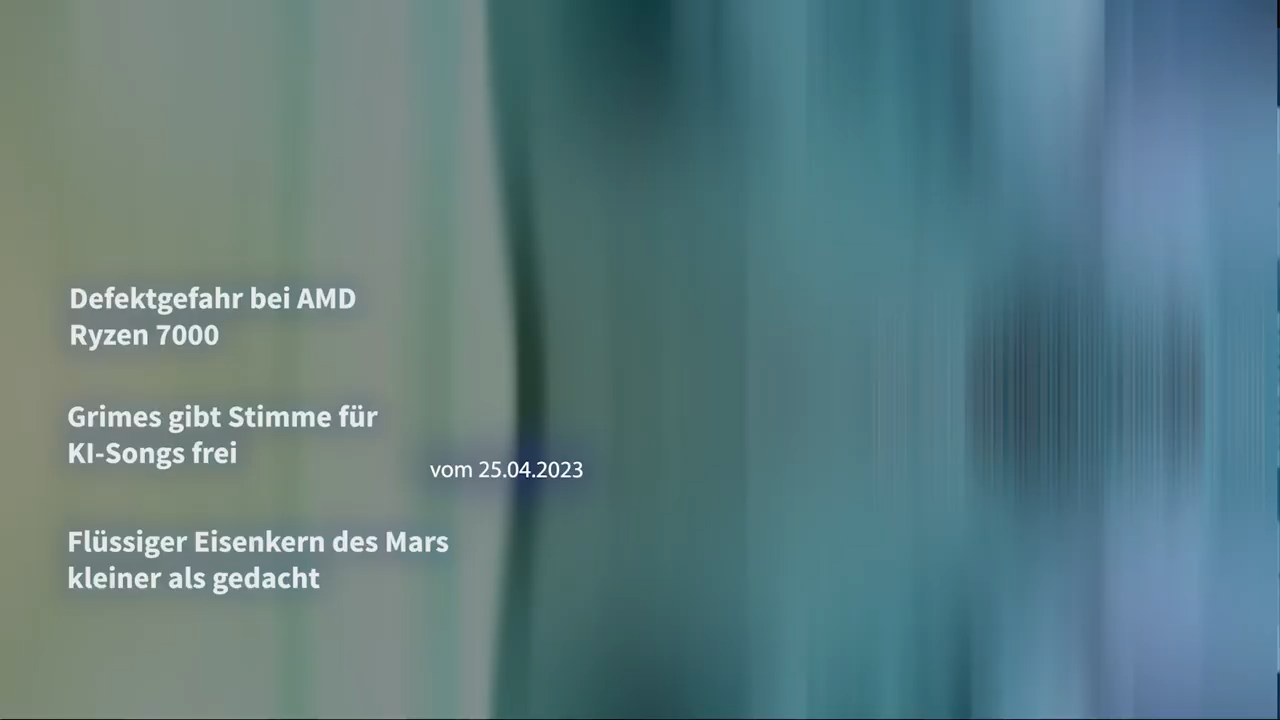 Defektgefahr bei AMD
Ryzen 7000
Grimes gibt Stimme für
KI-Songs frei
vom 25.04.2023
Flüssiger Eisenkern des Mars
kleiner als gedacht